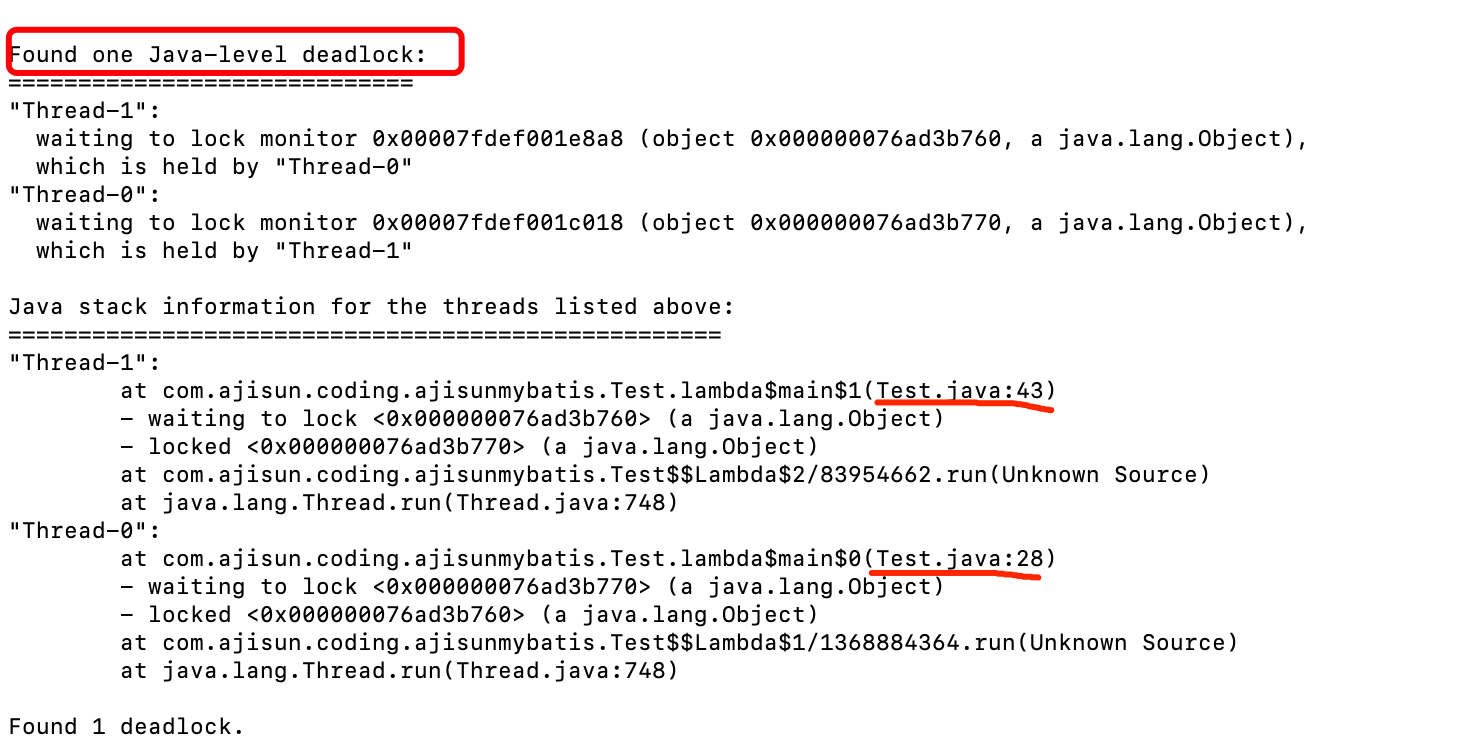 Found one Java-level deadlock:
=============================
"Thread-1":
  waiting to lock monitor 0x00007fdef001e8a8 (object 0x000000076ad3b760, a java.lang.Object),
  which is held by "Thread-0"
"Thread-0":
  waiting to lock monitor 0x00007fdef001c018 (object 0x000000076ad3b770, a java.lang.Object),
  which is held by "Thread-1"

Java stack information for the threads listed above:
===================================================
"Thread-1":
        at com.ajisun.coding.ajisunmybatis.Test.lambda$main$1(Test.java:43)
        - waiting to lock <0x000000076ad3b760> (a java.lang.Object)
        - locked <0x000000076ad3b770> (a java.lang.Object)
        at com.ajisun.coding.ajisunmybatis.Test$$Lambda$2/83954662.run(Unknown Source)
        at java.lang.Thread.run(Thread.java:748)
"Thread-0":
        at com.ajisun.coding.ajisunmybatis.Test.lambda$main$0(Test.java:28)
        - waiting to lock <0x000000076ad3b770> (a java.lang.Object)
        - locked <0x000000076ad3b760> (a java.lang.Object)
        at com.ajisun.coding.ajisunmybatis.Test$$Lambda$1/1368884364.run(Unknown Source)
        at java.lang.Thread.run(Thread.java:748)

Found 1 deadlock.